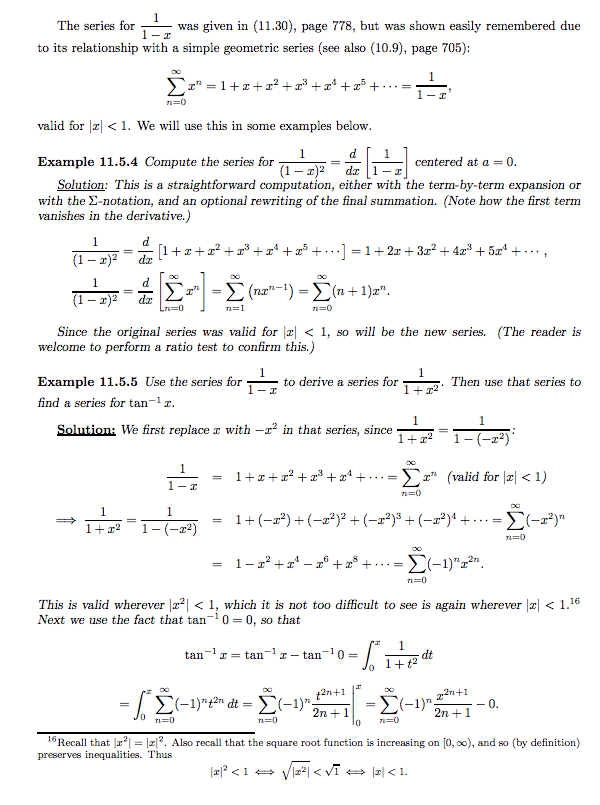 The series for \frac{1}{1-x} was given in (11.30), page 778, but was shown easily remembered due
to its relationship with a simple geometric series (see also (10.9), page 705):
\sum_{n=0}^{\infty} x^n = 1 + x + x^2 + x^3 + x^4 + x^5 + \cdots = \frac{1}{1-x},
valid for |x| < 1. We will use this in some examples below.
Example 11.5.4 Compute the series for \frac{1}{(1-x)^2} = \frac{d}{dx}\left[\frac{1}{1-x}\right] centered at a = 0.
Solution: This is a straightforward computation, either with the term-by-term expansion or
with the Σ-notation, and an optional rewriting of the final summation. (Note how the first term
vanishes in the derivative.)
\frac{1}{(1-x)^2} = \frac{d}{dx}[1 + x + x^2 + x^3 + x^4 + x^5 + \cdots] = 1 + 2x + 3x^2 + 4x^3 + 5x^4 + \cdots,
\frac{1}{(1-x)^2} = \frac{d}{dx}\left[\sum_{n=0}^{\infty} x^n\right] = \sum_{n=1}^{\infty}(nx^{n-1}) = \sum_{n=0}^{\infty}(n+1)x^n.
Since the original series was valid for |x| < 1, so will be the new series. (The reader is
welcome to perform a ratio test to confirm this.)
Example 11.5.5 Use the series for \frac{1}{1-x} to derive a series for \frac{1}{1+x^2}. Then use that series to
find a series for tan^{-1} x.
Solution: We first replace x with -x^2 in that series, since \frac{1}{1+x^2} = \frac{1}{1-(-x^2)}:
\frac{1}{1-x} = 1 + x + x^2 + x^3 + x^4 + \cdots = \sum_{n=0}^{\infty} x^n (valid for |x| < 1)
\Longrightarrow \frac{1}{1+x^2} = \frac{1}{1-(-x^2)} = 1 + (-x^2) + (-x^2)^2 + (-x^2)^3 + (-x^2)^4 + \cdots = \sum_{n=0}^{\infty}(-x^2)^n
= 1 - x^2 + x^4 - x^6 + x^8 + \cdots = \sum_{n=0}^{\infty}(-1)^n x^{2n}.
This is valid wherever |x^2| < 1, which it is not too difficult to see is again wherever |x| < 1.^{16}
Next we use the fact that tan^{-1} 0 = 0, so that
tan^{-1} x = tan^{-1} x - tan^{-1} 0 = \int_0^x \frac{1}{1+t^2} dt
= \int_0^x \sum_{n=0}^{\infty}(-1)^n t^{2n} dt = \sum_{n=0}^{\infty}(-1)^n \frac{t^{2n+1}}{2n+1}\Big|_0^x = \sum_{n=0}^{\infty}(-1)^n \frac{x^{2n+1}}{2n+1} - 0.
^{16}Recall that |x^2| = |x|^2. Also recall that the square root function is increasing on [0, ∞), and so (by definition)
preserves inequalities. Thus
|x|^2 < 1 \Longleftrightarrow \sqrt{|x^2|} < \sqrt{1} \Longleftrightarrow |x| < 1.